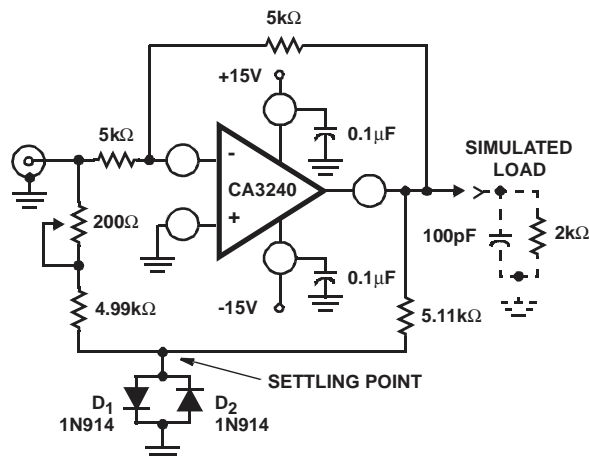 5kΩ
+15V
0.1µF
5kΩ
-
CA3240
+
SIMULATED
LOAD
200Ω
100pF
2kΩ
0.1µF
-15V
4.99kΩ
5.11kΩ
SETTLING POINT
D1
1N914
D2
1N914